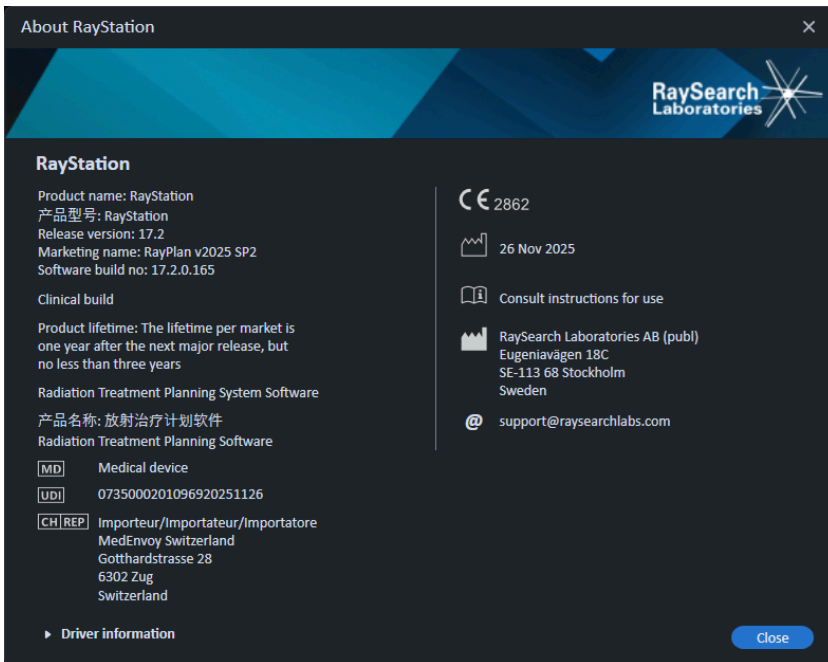 About RayStation
RaySearch
Laboratories
RayStation
Product name: RayStation
产品型号: RayStation
Release version: 17.2
Marketing name: RayPlan v2025 SP2
Software build no: 17.2.0.165
Clinical build
Product lifetime: The lifetime per market is
one year after the next major release, but
no less than three years
Radiation Treatment Planning System Software
产品名称: 放射治疗计划软件
Radiation Treatment Planning Software
MD Medical device
UDI 0735000201096920251126
CH REP Importeur/Importateur/Importatore
MedEnvoy Switzerland
Gotthardstrasse 28
6302 Zug
Switzerland
Driver information
CE 2862
26 Nov 2025
Consult instructions for use
RaySearch Laboratories AB (publ)
Eugeniavägen 18C
SE-113 68 Stockholm
Sweden
@ support@raysearchlabs.com
Close